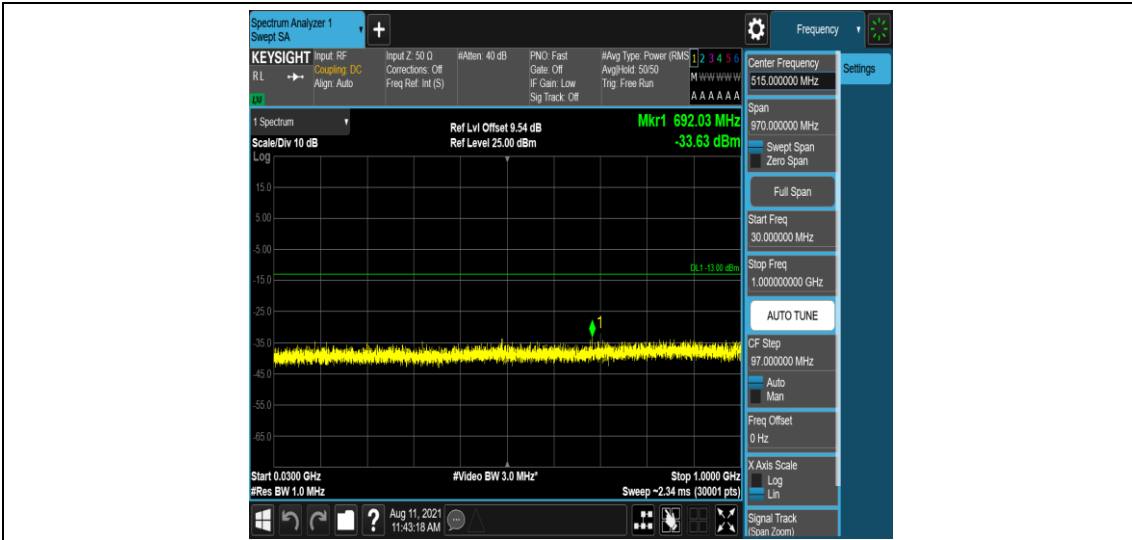 Spectrum Analyzer 1
Swept SA
+
Frequency
KEYSIGHT
RL
LXI
Input: RF
Coupling: DC
Align: Auto
Input Z: 50 Ω
Corrections: Off
Freq Ref: Int (S)
#Atten: 40 dB
PNO: Fast
Gate: Off
IF Gain: Low
Sig Track: Off
#Avg Type: Power (RMS
Avg|Hold: 50/50
Trig: Free Run
1 2 3 4 5 6
M W W W W W
A A A A A A
1 Spectrum
Scale/Div 10 dB
Log
Ref Lvl Offset 9.54 dB
Ref Level 25.00 dBm
Mkr1 692.03 MHz
-33.63 dBm
15.0
5.00
-5.00
DL1 -13.00 dBm
-15.0
-25.0
1
-35.0
-45.0
-55.0
-65.0
Start 0.0300 GHz
#Res BW 1.0 MHz
#Video BW 3.0 MHz*
Stop 1.0000 GHz
Sweep ~2.34 ms (30001 pts)
?
Aug 11, 2021
11:43:18 AM
Center Frequency
515.000000 MHz
Settings
Span
970.000000 MHz
Swept Span
Zero Span
Full Span
Start Freq
30.000000 MHz
Stop Freq
1.000000000 GHz
AUTO TUNE
CF Step
97.000000 MHz
Auto
Man
Freq Offset
0 Hz
X Axis Scale
Log
Lin
Signal Track
(Span Zoom)